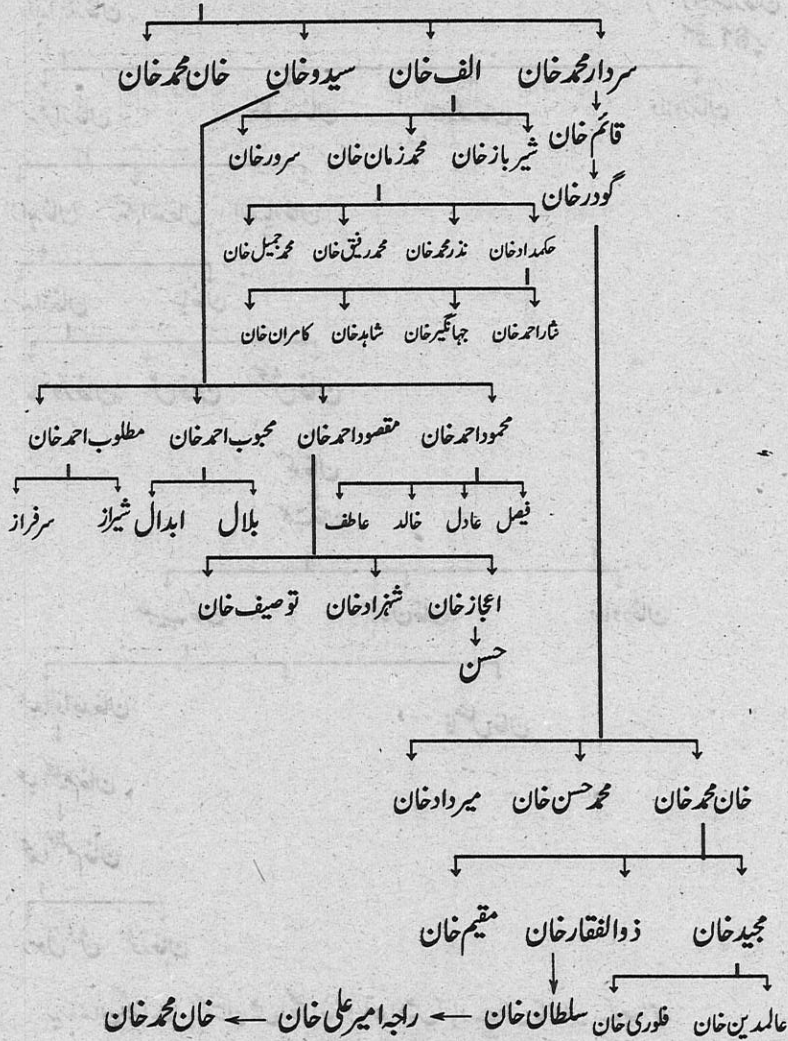 سردار محمد خان الف خان سیدو خان خان محمد خان
قائم خان
شیر باز خان محمد زمان خان سرور خان
گودر خان
حکمداد خان نذر محمد خان محمد رفیق خان محمد جمیل خان
نثار احمد خان جہانگیر خان شاہد خان کامران خان
محمود احمد خان مقصود احمد خان محبوب احمد خان مطلوب احمد خان
فیصل عادل خالد عاطف بلال ابدال شیراز سرفراز
اعجاز خان شہزاد خان توصیف خان
حسن
خان محمد خان محمد حسن خان میرداد خان
مجید خان ذوالفقار خان مقیم خان
عالمدین خان فلوری خان سلطان خان راجہ امیر علی خان خان محمد خان